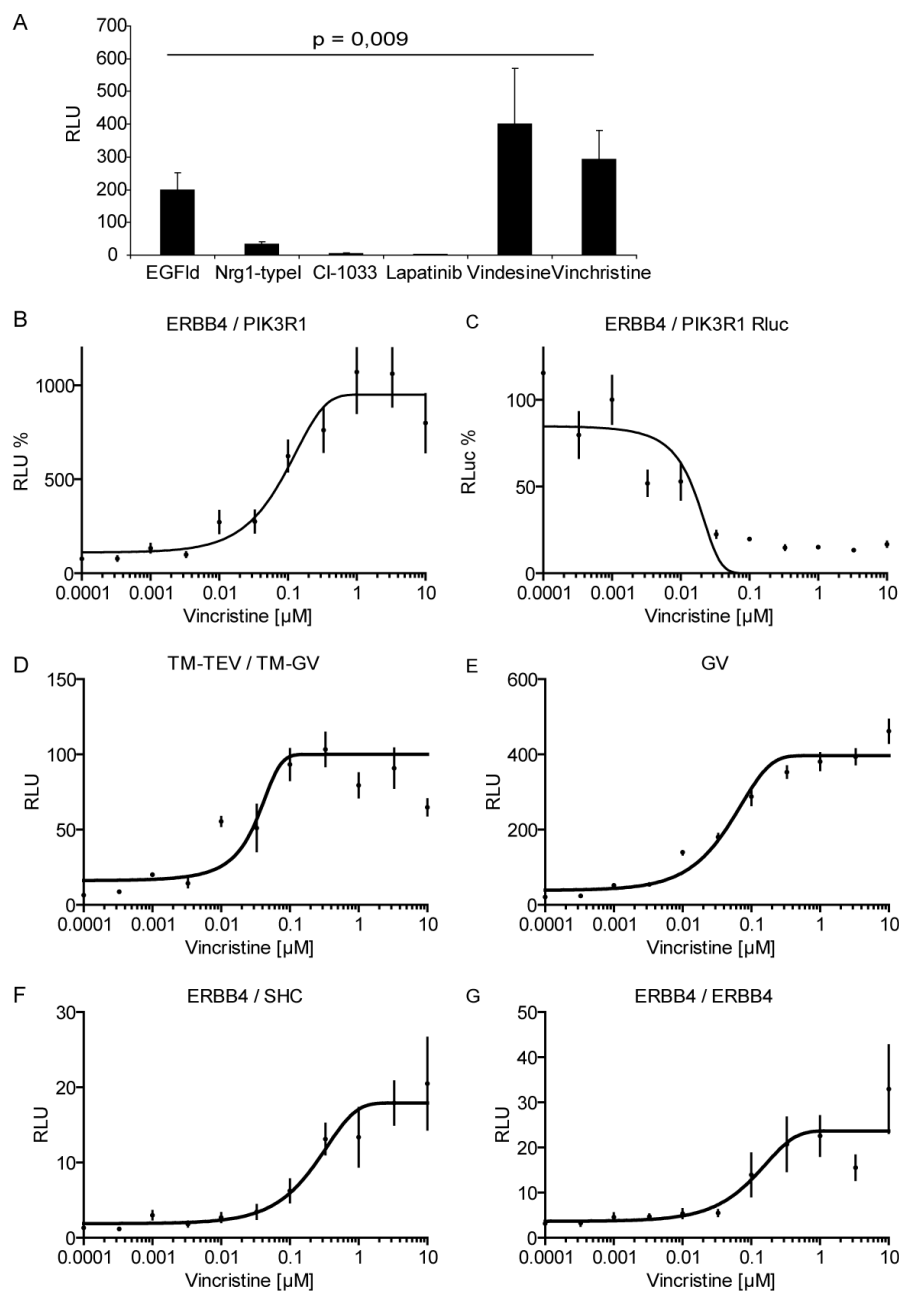 A
700
600
500
400
300
200
100
0
RLU
p = 0,009
EGFld Nrg1-typeI CI-1033 Lapatinib Vindesine Vinchristine
B
ERBB4 / PIK3R1
1000
500
0
RLU %
0.0001 0.001 0.01 0.1 1 10
Vincristine [µM]
C
ERBB4 / PIK3R1 Rluc
100
50
0
RLuc %
0.0001 0.001 0.01 0.1 1 10
Vincristine [µM]
D
TM-TEV / TM-GV
150
100
50
0
RLU
0.0001 0.001 0.01 0.1 1 10
Vincristine [µM]
E
GV
600
400
200
0
RLU
0.0001 0.001 0.01 0.1 1 10
Vincristine [µM]
F
ERBB4 / SHC
30
20
10
0
RLU
0.0001 0.001 0.01 0.1 1 10
Vincristine [µM]
G
ERBB4 / ERBB4
50
40
30
20
10
0
RLU
0.0001 0.001 0.01 0.1 1 10
Vincristine [µM]